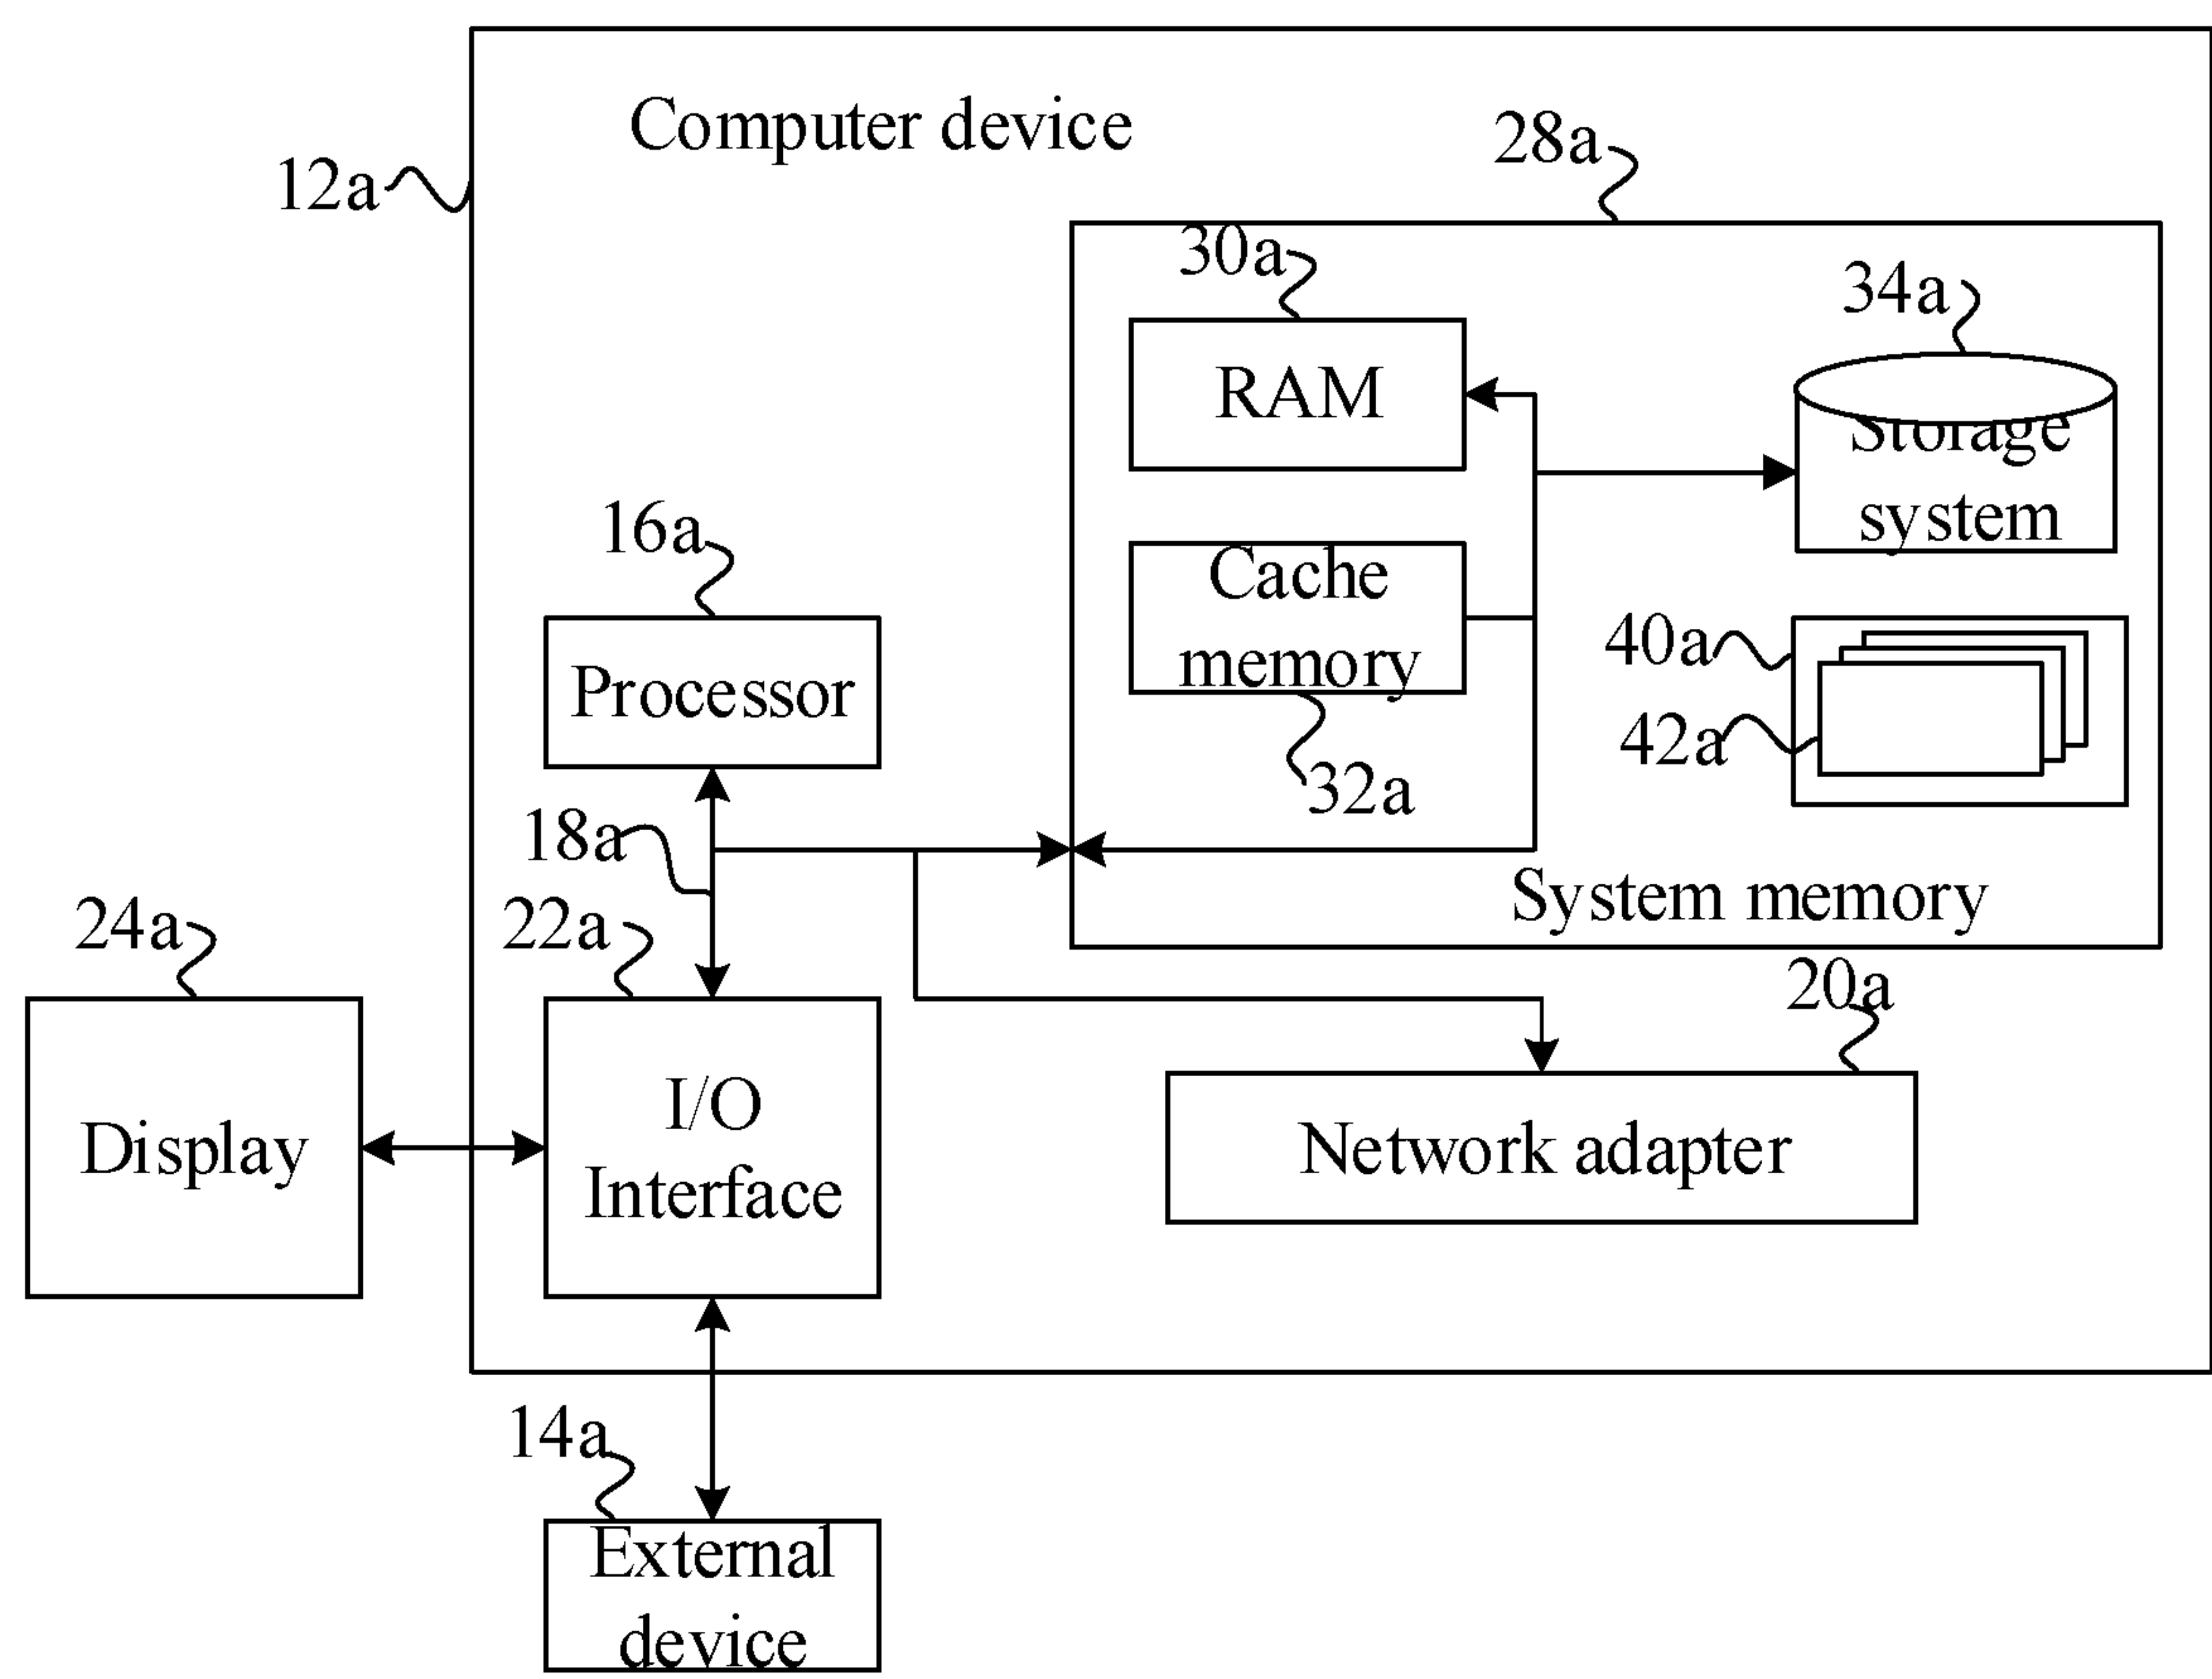 Computer device
28a
12a
30a
34a
RAM
Storage
system
16a
Cache
memory
40a
Processor
42a
32a
18a
System memory
24a
22a
20a
I/O
Interface
Display
Network adapter
14a
External
device